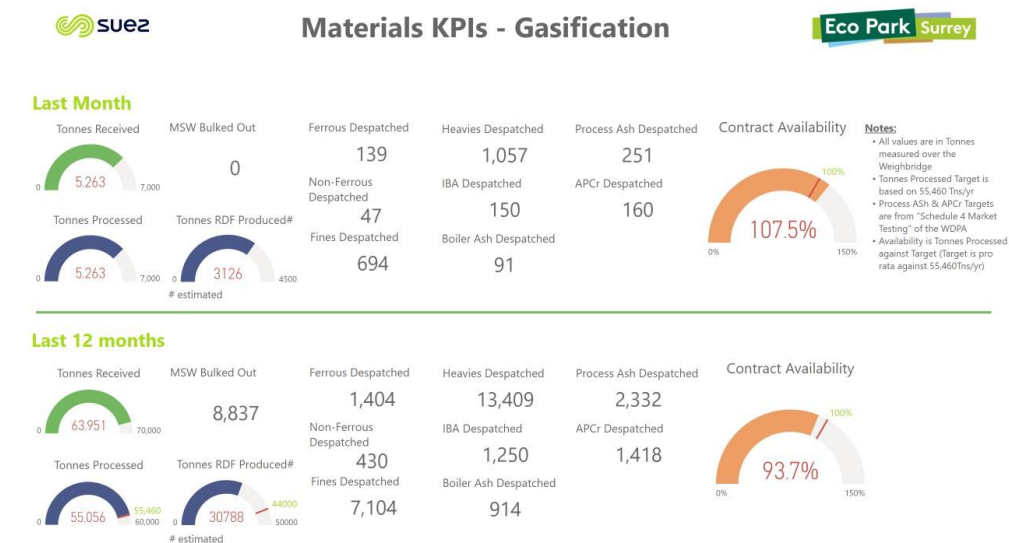 suez
Materials KPIs - Gasification
Eco Park Surrey
Last Month
Tonnes Received
5.263
0
7,000
MSW Bulked Out
0
Ferrous Despatched
139
Heavies Despatched
1,057
Process Ash Despatched
251
Non-Ferrous
Despatched
47
IBA Despatched
150
APCr Despatched
160
Tonnes Processed
5.263
0
7,000
Tonnes RDF Produced#
3126
0
4500
# estimated
Fines Despatched
694
Boiler Ash Despatched
91
Contract Availability
100%
107.5%
0%
150%
Notes:
• All values are in Tonnes
measured over the
Weighbridge
• Tonnes Processed Target is
based on 55,460 Tns/yr
• Process ASh & APCr Targets
are from "Schedule 4 Market
Testing" of the WDPA
• Availability is Tonnes Processed
against Target (Target is pro
rata against 55,460Tns/yr)
Last 12 months
Tonnes Received
63.951
0
70,000
MSW Bulked Out
8,837
Ferrous Despatched
1,404
Heavies Despatched
13,409
Process Ash Despatched
2,332
Non-Ferrous
Despatched
430
IBA Despatched
1,250
APCr Despatched
1,418
Tonnes Processed
55,056
55,460
0
60,000
Tonnes RDF Produced#
30788
44000
0
50000
# estimated
Fines Despatched
7,104
Boiler Ash Despatched
914
Contract Availability
100%
93.7%
0%
150%